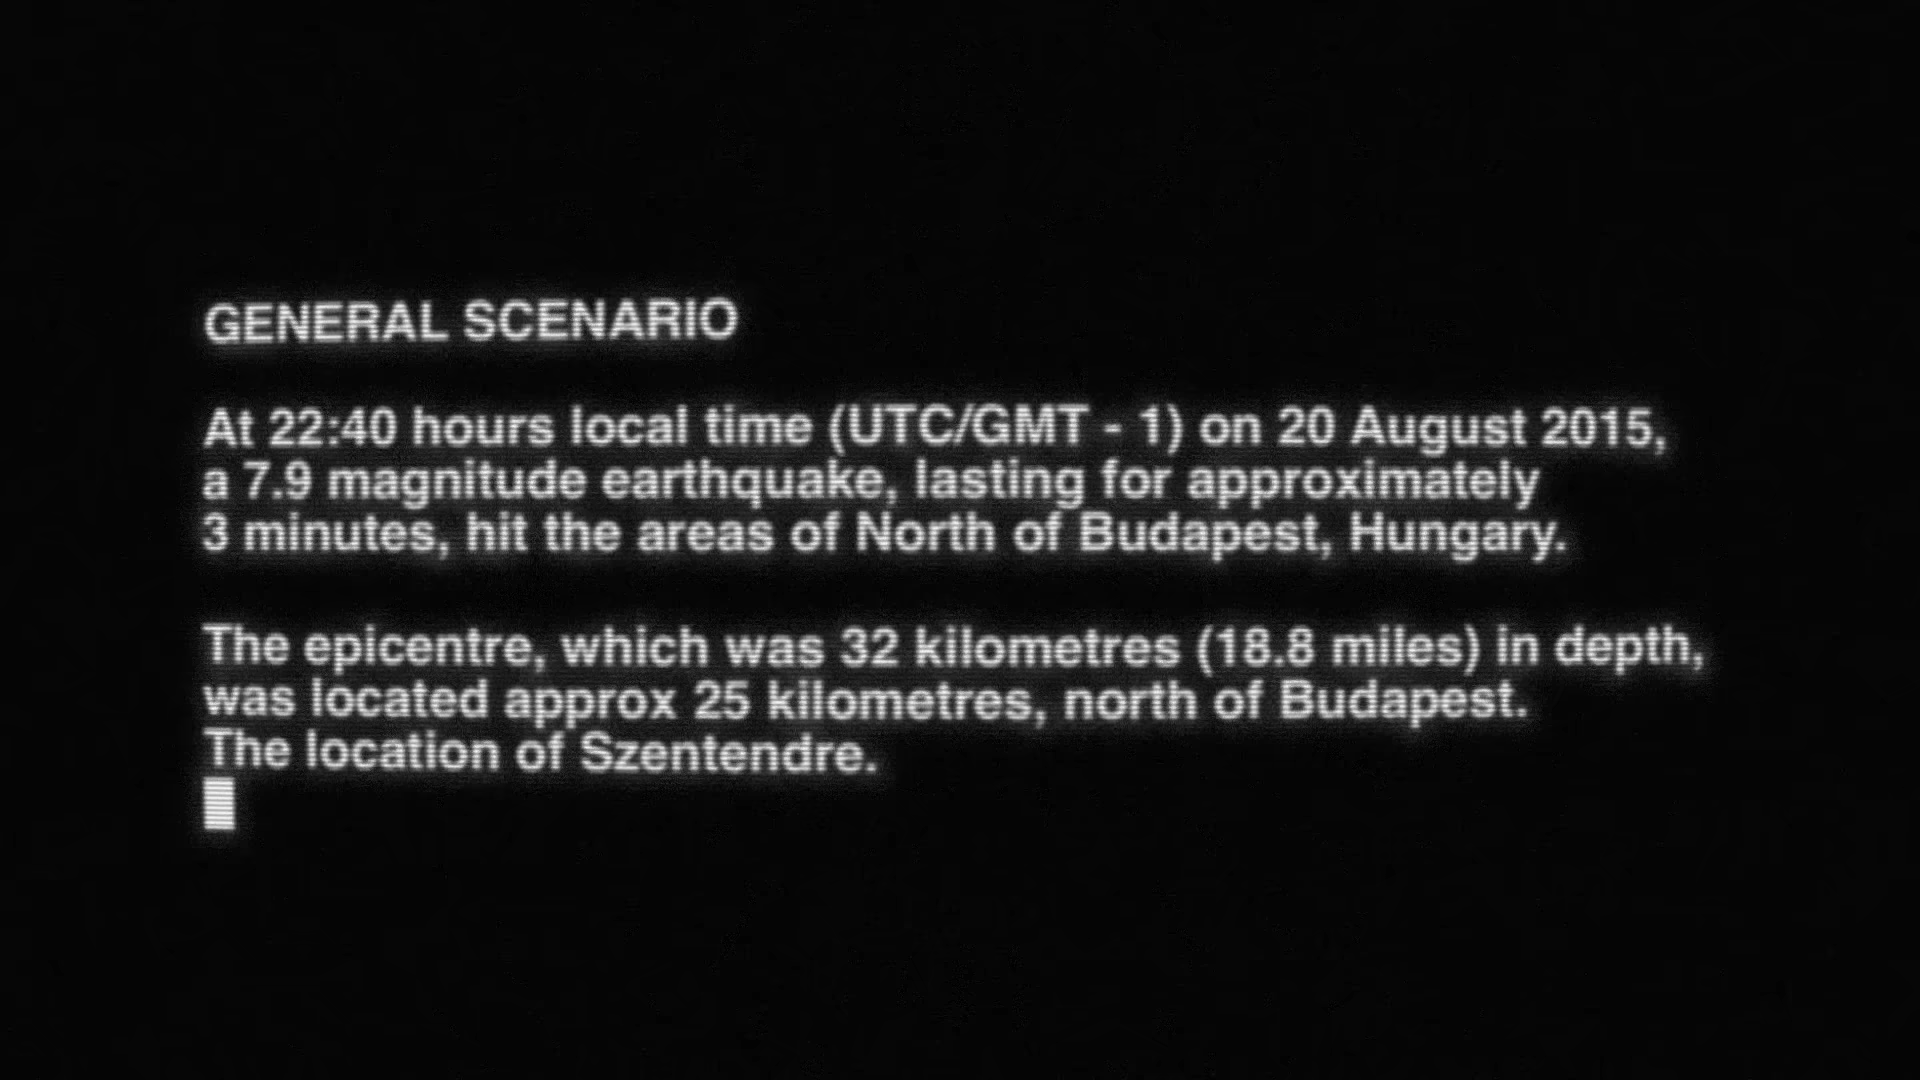 GENERAL SCENARIO
At 22:40 hours local time (UTC/GMT - 1) on 20 August 2015,
a 7.9 magnitude earthquake, lasting for approximately
3 minutes, hit the areas of North of Budapest, Hungary.
The epicentre, which was 32 kilometres (18.8 miles) in depth,
was located approx 25 kilometres, north of Budapest.
The location of Szentendre.